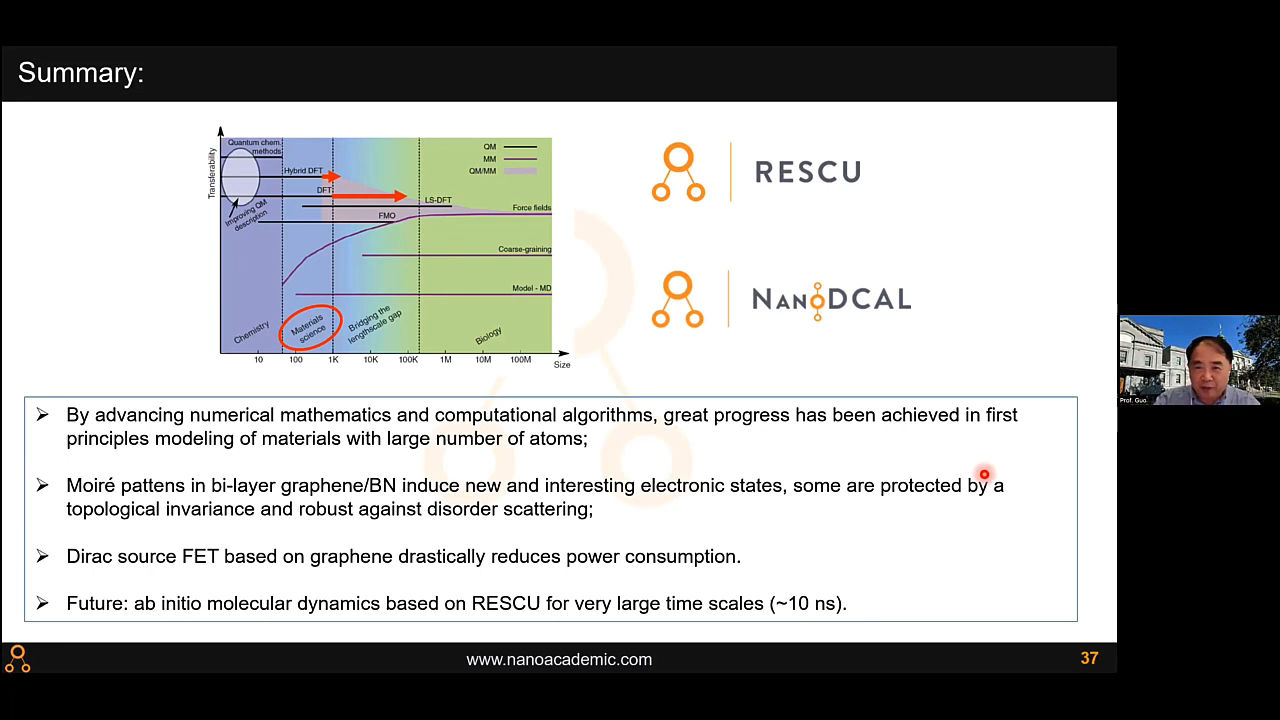 Summary:
Transferability
Quantum chem.
methods
Hybrid DFT
DFT
Improving QM
description
FMO
LS-DFT
QM
MM
QM/MM
Force fields
Coarse-graining
Model - MD
Chemistry
Materials
science
Bridging the
lengthscale gap
Biology
10
100
1K
10K
100K
1M
10M
100M
Size
RESCU
NANODCAL
By advancing numerical mathematics and computational algorithms, great progress has been achieved in first
principles modeling of materials with large number of atoms;
Moiré pattens in bi-layer graphene/BN induce new and interesting electronic states, some are protected by a
topological invariance and robust against disorder scattering;
Dirac source FET based on graphene drastically reduces power consumption.
Future: ab initio molecular dynamics based on RESCU for very large time scales (~10 ns).
www.nanoacademic.com
37
Prof. Guo